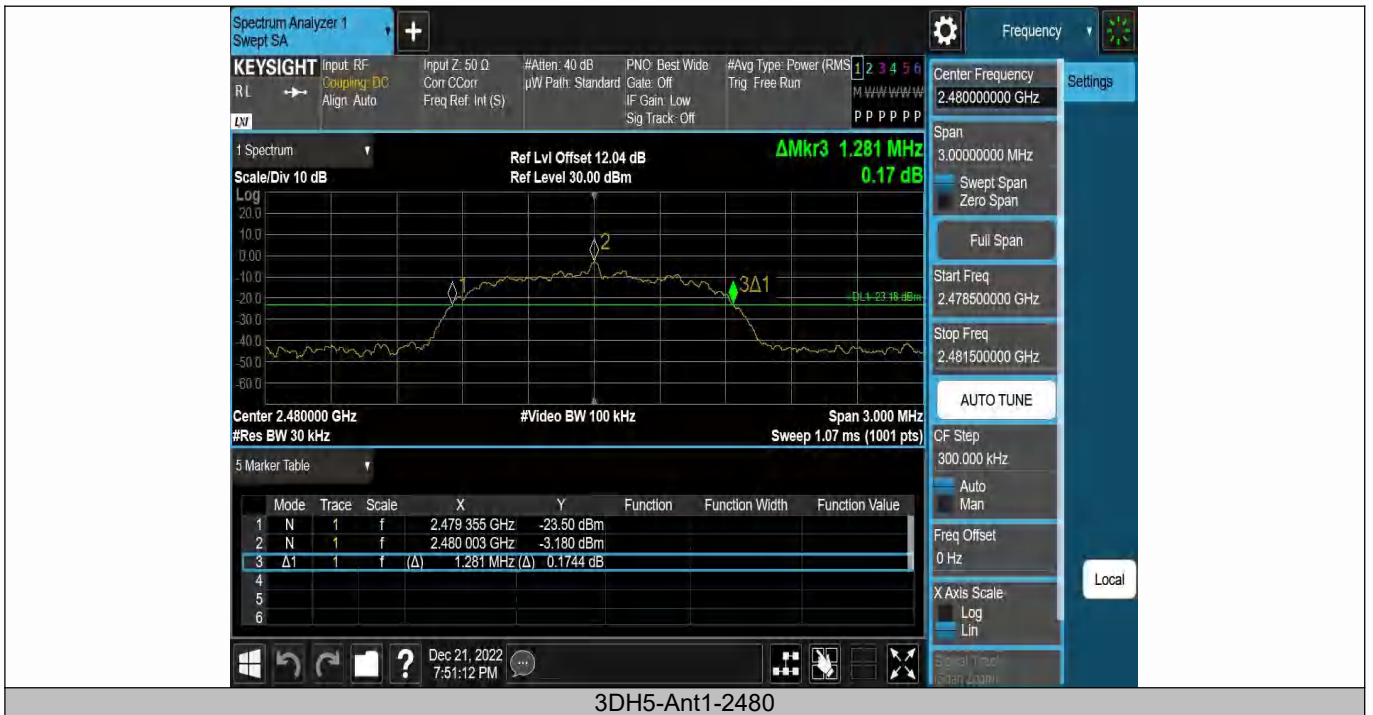 Spectrum Analyzer 1
Swept SA
+
Frequency
KEYSIGHT
RL
LXI
Input: RF
Coupling: DC
Align: Auto
Input Z: 50 Ω
Corr CCorr
Freq Ref: Int (S)
#Atten: 40 dB
µW Path: Standard
PNO: Best Wide
Gate: Off
IF Gain: Low
Sig Track: Off
#Avg Type: Power (RMS
Trig: Free Run
1 2 3 4 5 6
M W W W W W
P P P P P P
1 Spectrum
Scale/Div 10 dB
Ref Lvl Offset 12.04 dB
Ref Level 30.00 dBm
ΔMkr3 1.281 MHz
0.17 dB
Log
20.0
10.0
0.00
-10.0
-20.0
-30.0
-40.0
-50.0
-60.0
1
2
3Δ1
DL1 -23.18 dBm
Center 2.480000 GHz
#Video BW 100 kHz
Span 3.000 MHz
#Res BW 30 kHz
Sweep 1.07 ms (1001 pts)
5 Marker Table
Mode Trace Scale X Y Function Function Width Function Value
1 N 1 f 2.479 355 GHz -23.50 dBm
2 N 1 f 2.480 003 GHz -3.180 dBm
3 Δ1 1 f (Δ) 1.281 MHz (Δ) 0.1744 dB
4
5
6
Dec 21, 2022
7:51:12 PM
Center Frequency
2.480000000 GHz
Settings
Span
3.00000000 MHz
Swept Span
Zero Span
Full Span
Start Freq
2.478500000 GHz
Stop Freq
2.481500000 GHz
AUTO TUNE
CF Step
300.000 kHz
Auto
Man
Freq Offset
0 Hz
X Axis Scale
Log
Lin
Signal Track
(Span Zoom)
Local
3DH5-Ant1-2480